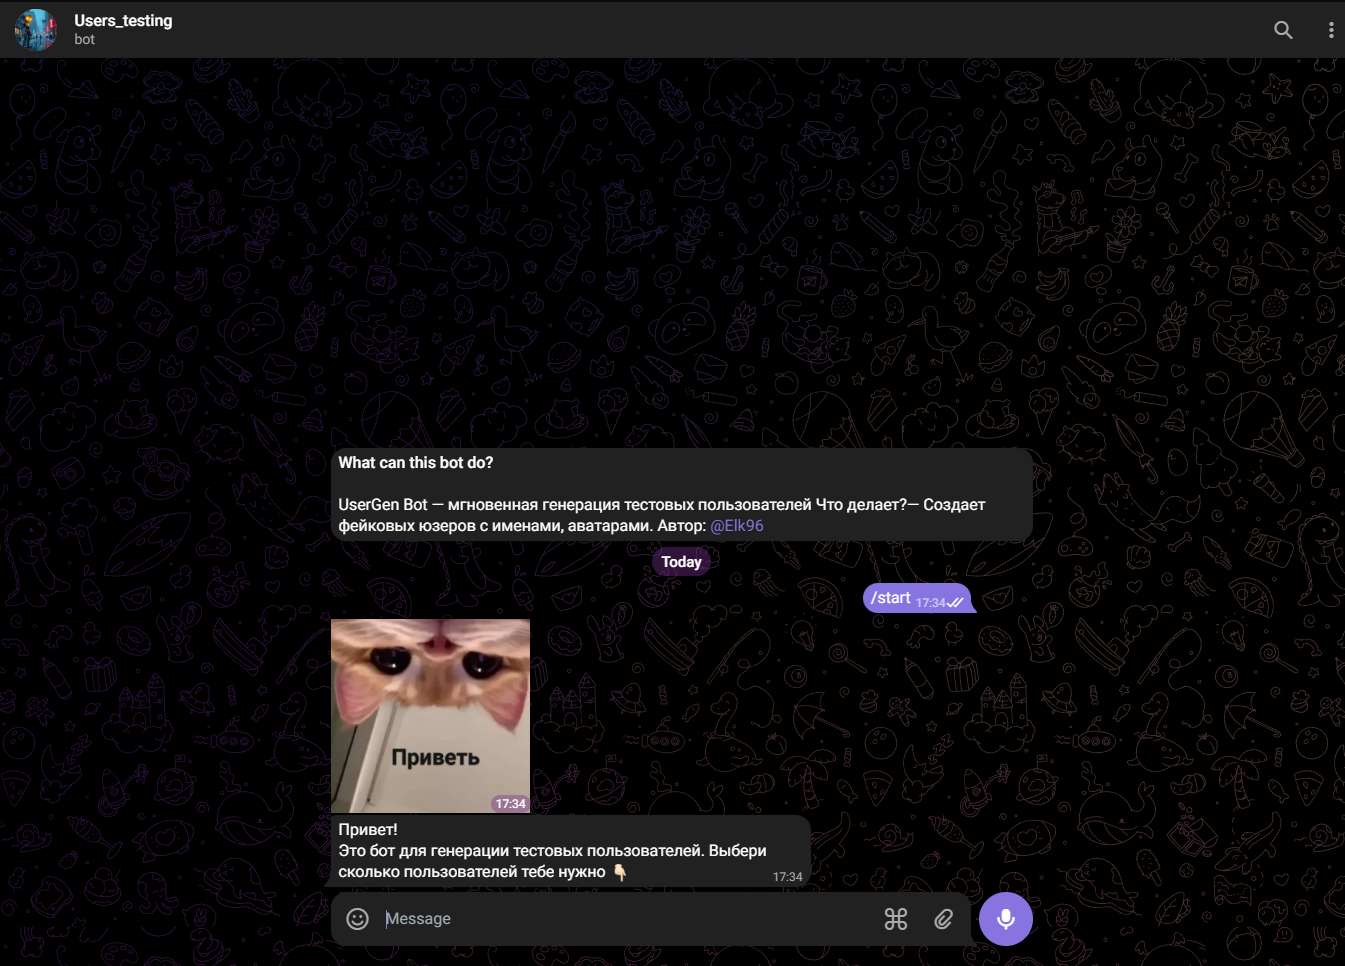 Users_testing
bot
What can this bot do?
UserGen Bot — мгновенная генерация тестовых пользователей Что делает?— Создает
фейковых юзеров с именами, аватарами. Автор: @Elk96
Today
/start 17:34
Приветь
17:34
Привет!
Это бот для генерации тестовых пользователей. Выбери
сколько пользователей тебе нужно 👇🏻
17:34
Message